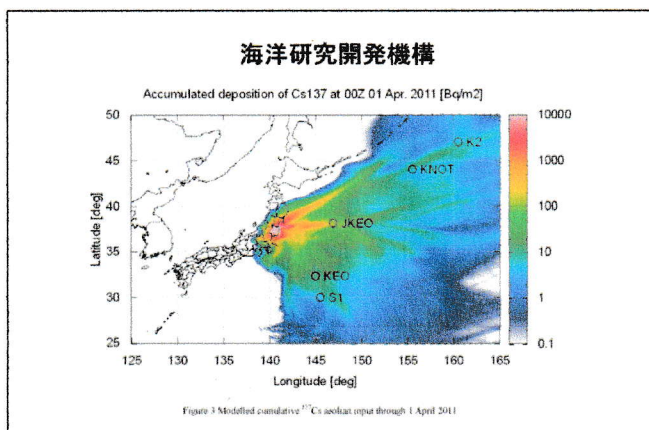 海洋研究開発機構
Accumulated deposition of Cs137 at 00Z 01 Apr. 2011 [Bq/m2]
50
45
40
35
30
25
Latitude [deg]
K2
KNOT
JKEO
KEO
S1
10000
1000
100
10
1
0.1
125 130 135 140 145 150 155 160 165
Longitude [deg]
Figure 3 Modelled cumulative ¹³⁷Cs aeolian input through 1 April 2011